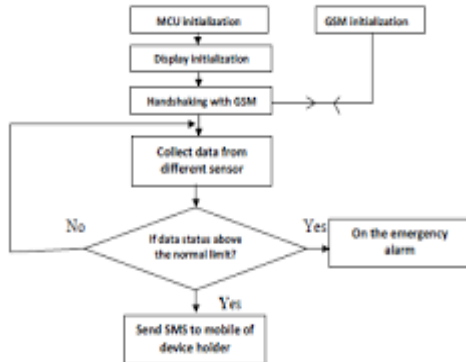 MCU initialization
GSM initialization
Display initialization
Handshaking with GSM
Collect data from
different sensor
No
If data status above
the normal limit?
Yes
On the emergency
alarm
Yes
Send SMS to mobile of
device holder